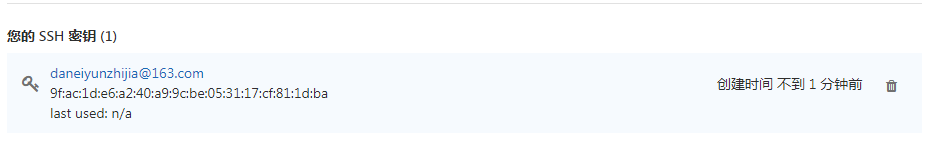 您的 SSH 密钥 (1)
daneiyunzhijia@163.com
9f:ac:1d:e6:a2:40:a9:9c:be:05:31:17:cf:81:1d:ba
创建时间 不到 1 分钟前
last used: n/a